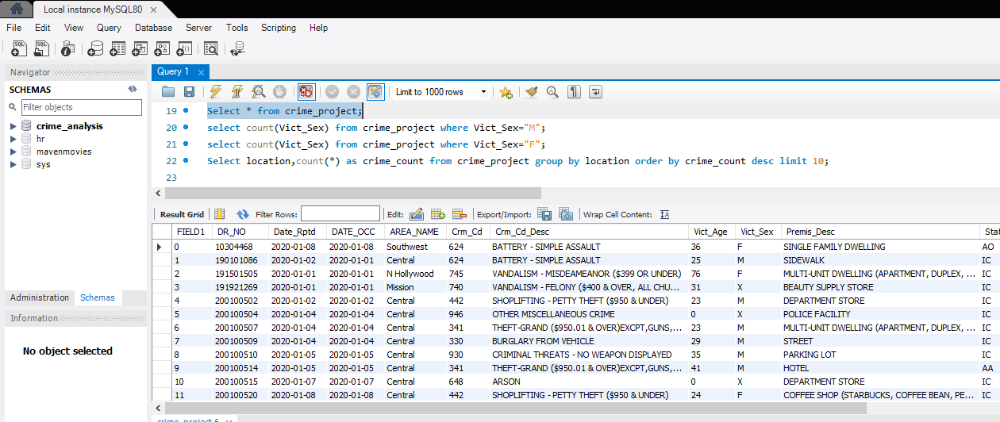 Local instance MySQL80
File Edit View Query Database Server Tools Scripting Help
Navigator
SCHEMAS
Filter objects
crime_analysis
hr
mavenmovies
sys
Administration Schemas
Information
No object selected
Query 1
Limit to 1000 rows
19 Select * from crime_project;
20 select count(Vict_Sex) from crime_project where Vict_Sex="M";
21 select count(Vict_Sex) from crime_project where Vict_Sex="F";
22 Select location,count(*) as crime_count from crime_project group by location order by crime_count desc limit 10;
23
Result Grid Filter Rows: Edit: Export/Import: Wrap Cell Content:
FIELD1 DR_NO Date_Rptd DATE_OCC AREA_NAME Crm_Cd Crm_Cd_Desc Vict_Age Vict_Sex Premis_Desc Stat
0 10304468 2020-01-08 2020-01-08 Southwest 624 BATTERY - SIMPLE ASSAULT 36 F SINGLE FAMILY DWELLING AO
1 190101086 2020-01-02 2020-01-01 Central 624 BATTERY - SIMPLE ASSAULT 25 M SIDEWALK IC
2 191501505 2020-01-01 2020-01-01 N Hollywood 745 VANDALISM - MISDEAMEANOR ($399 OR UNDER) 76 F MULTI-UNIT DWELLING (APARTMENT, DUPLEX, ... IC
3 191921269 2020-01-01 2020-01-01 Mission 740 VANDALISM - FELONY ($400 & OVER, ALL CHU... 31 X BEAUTY SUPPLY STORE IC
4 200100502 2020-01-02 2020-01-02 Central 442 SHOPLIFTING - PETTY THEFT ($950 & UNDER) 23 M DEPARTMENT STORE IC
5 200100504 2020-01-04 2020-01-04 Central 946 OTHER MISCELLANEOUS CRIME 0 X POLICE FACILITY IC
6 200100507 2020-01-04 2020-01-04 Central 341 THEFT-GRAND ($950.01 & OVER)EXCPT,GUNS,... 23 M MULTI-UNIT DWELLING (APARTMENT, DUPLEX, ... IC
7 200100509 2020-01-04 2020-01-04 Central 330 BURGLARY FROM VEHICLE 29 M STREET IC
8 200100510 2020-01-05 2020-01-05 Central 930 CRIMINAL THREATS - NO WEAPON DISPLAYED 35 M PARKING LOT IC
9 200100514 2020-01-05 2020-01-05 Central 341 THEFT-GRAND ($950.01 & OVER)EXCPT,GUNS,... 41 M HOTEL AA
10 200100515 2020-01-07 2020-01-07 Central 648 ARSON 0 X DEPARTMENT STORE IC
11 200100520 2020-01-08 2020-01-08 Central 442 SHOPLIFTING - PETTY THEFT ($950 & UNDER) 24 F COFFEE SHOP (STARBUCKS, COFFEE BEAN, PE... IC
crime_project 6